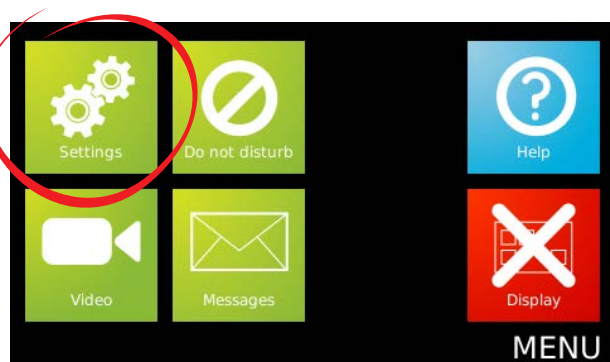 Settings
Do not disturb
Help
Video
Messages
Display
MENU